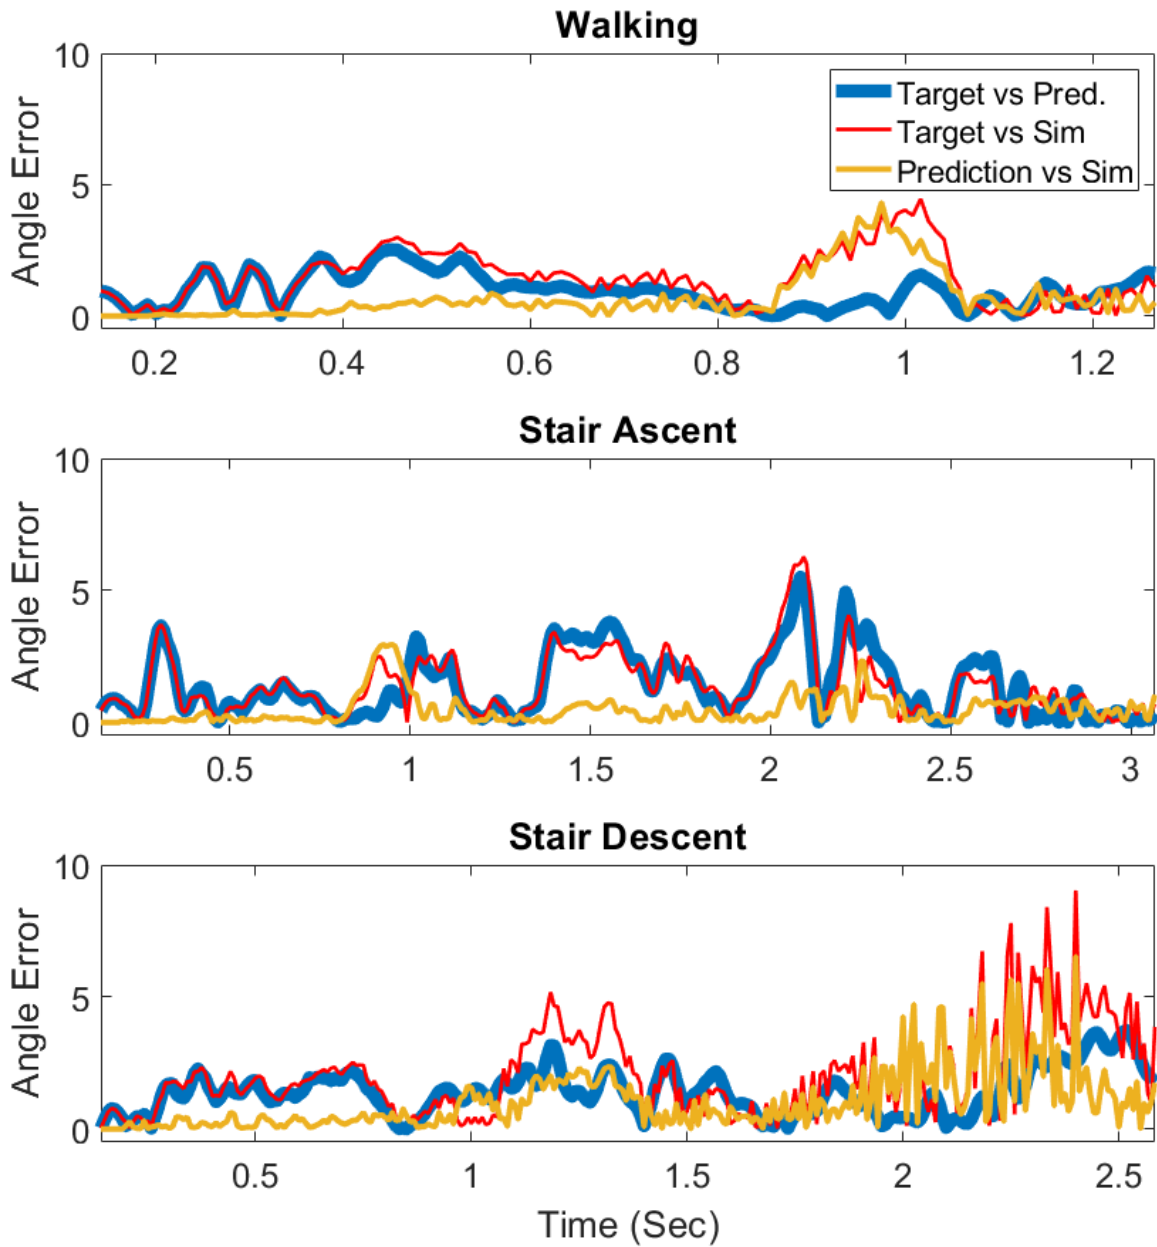 Walking
10
5
0
Angle Error
Target vs Pred.
Target vs Sim
Prediction vs Sim
0.2 0.4 0.6 0.8 1 1.2
Stair Ascent
10
5
0
Angle Error
0.5 1 1.5 2 2.5 3
Stair Descent
10
5
0
Angle Error
0.5 1 1.5 2 2.5
Time (Sec)